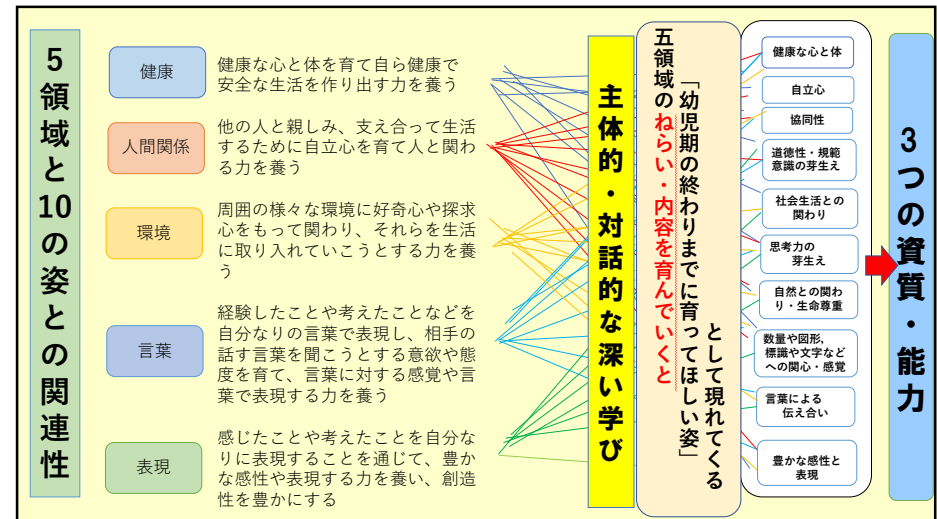 5領域と10の姿との関連性
健康
健康な心と体を育て自ら健康で
安全な生活を作り出す力を養う
人間関係
他の人と親しみ、支え合って生活
するために自立心を育て人と関わ
る力を養う
環境
周囲の様々な環境に好奇心や探求
心をもって関わり、それらを生活
に取り入れていこうとする力を養
う
言葉
経験したことや考えたことなどを
自分なりの言葉で表現し、相手の
話す言葉を聞こうとする意欲や態
度を育て、言葉に対する感覚や言
葉で表現する力を養う
表現
感じたことや考えたことを自分な
りに表現することを通じて、豊か
な感性や表現する力を養い、創造
性を豊かにする
主体的・対話的な深い学び
五領域のねらい・内容を育んでいくと
「幼児期の終わりまでに育ってほしい姿」
として現れてくる
健康な心と体
自立心
協同性
道徳性・規範
意識の芽生え
社会生活との
関わり
思考力の
芽生え
自然との関わ
り・生命尊重
数量や図形,
標識や文字など
への関心・感覚
言葉による
伝え合い
豊かな感性と
表現
3つの資質・能力